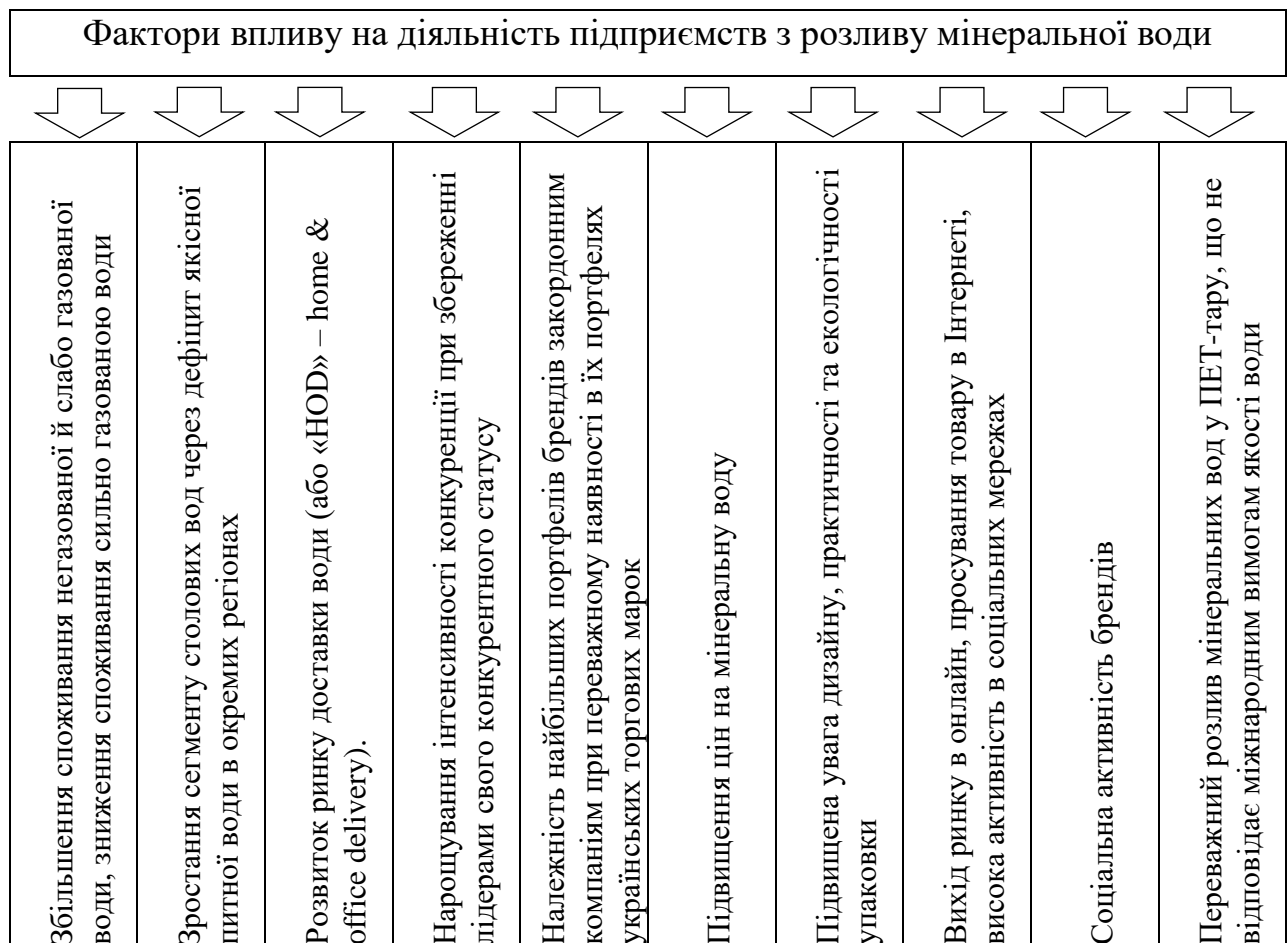 Фактори впливу на діяльність підприємств з розливу мінеральної води
Збільшення споживання негазованої й слабо газованої
води, зниження споживання сильно газованою води
Зростання сегменту столових вод через дефіцит якісної
питної води в окремих регіонах
Розвиток ринку доставки води (або «HOD» – home &
office delivery).
Нарощування інтенсивності конкуренції при збереженні
лідерами свого конкурентного статусу
Належність найбільших портфелів брендів закордонним
компаніям при переважному наявності в їх портфелях
українських торгових марок
Підвищення цін на мінеральну воду
Підвищена увага дизайну, практичності та екологічності
упаковки
Вихід ринку в онлайн, просування товару в Інтернеті,
висока активність в соціальних мережах
Соціальна активність брендів
Переважний розлив мінеральних вод у ПЕТ-тару, що не
відповідає міжнародним вимогам якості води